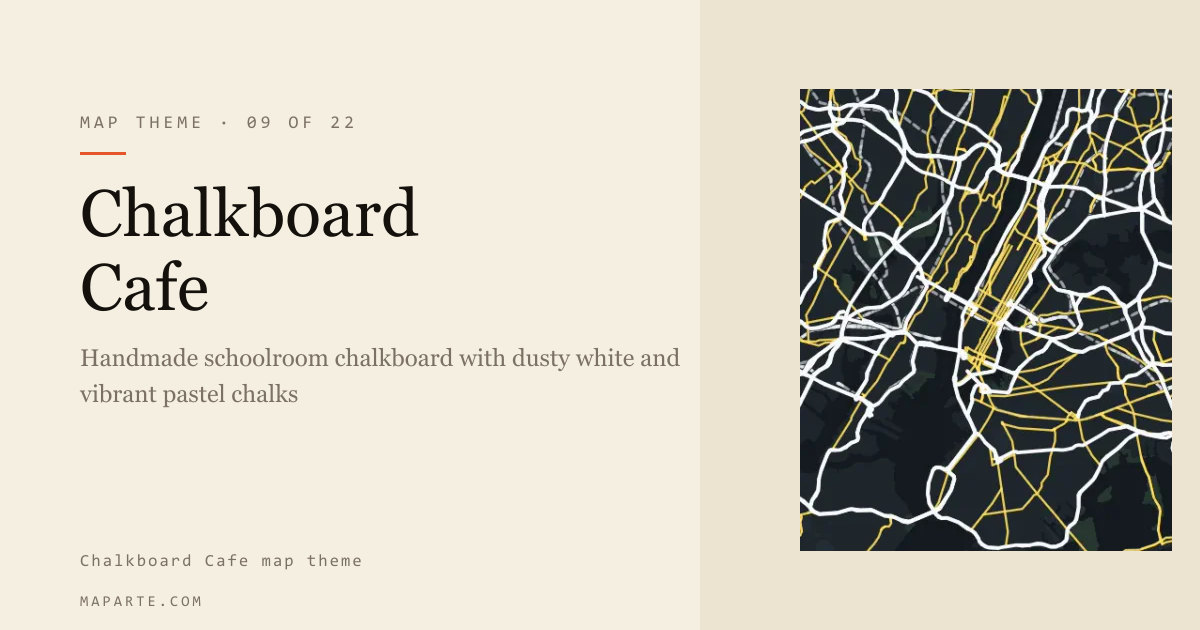 MAP THEME · 09 OF 22
Chalkboard
Cafe
Handmade schoolroom chalkboard with dusty white and
vibrant pastel chalks
Chalkboard Cafe map theme
MAPARTE.COM